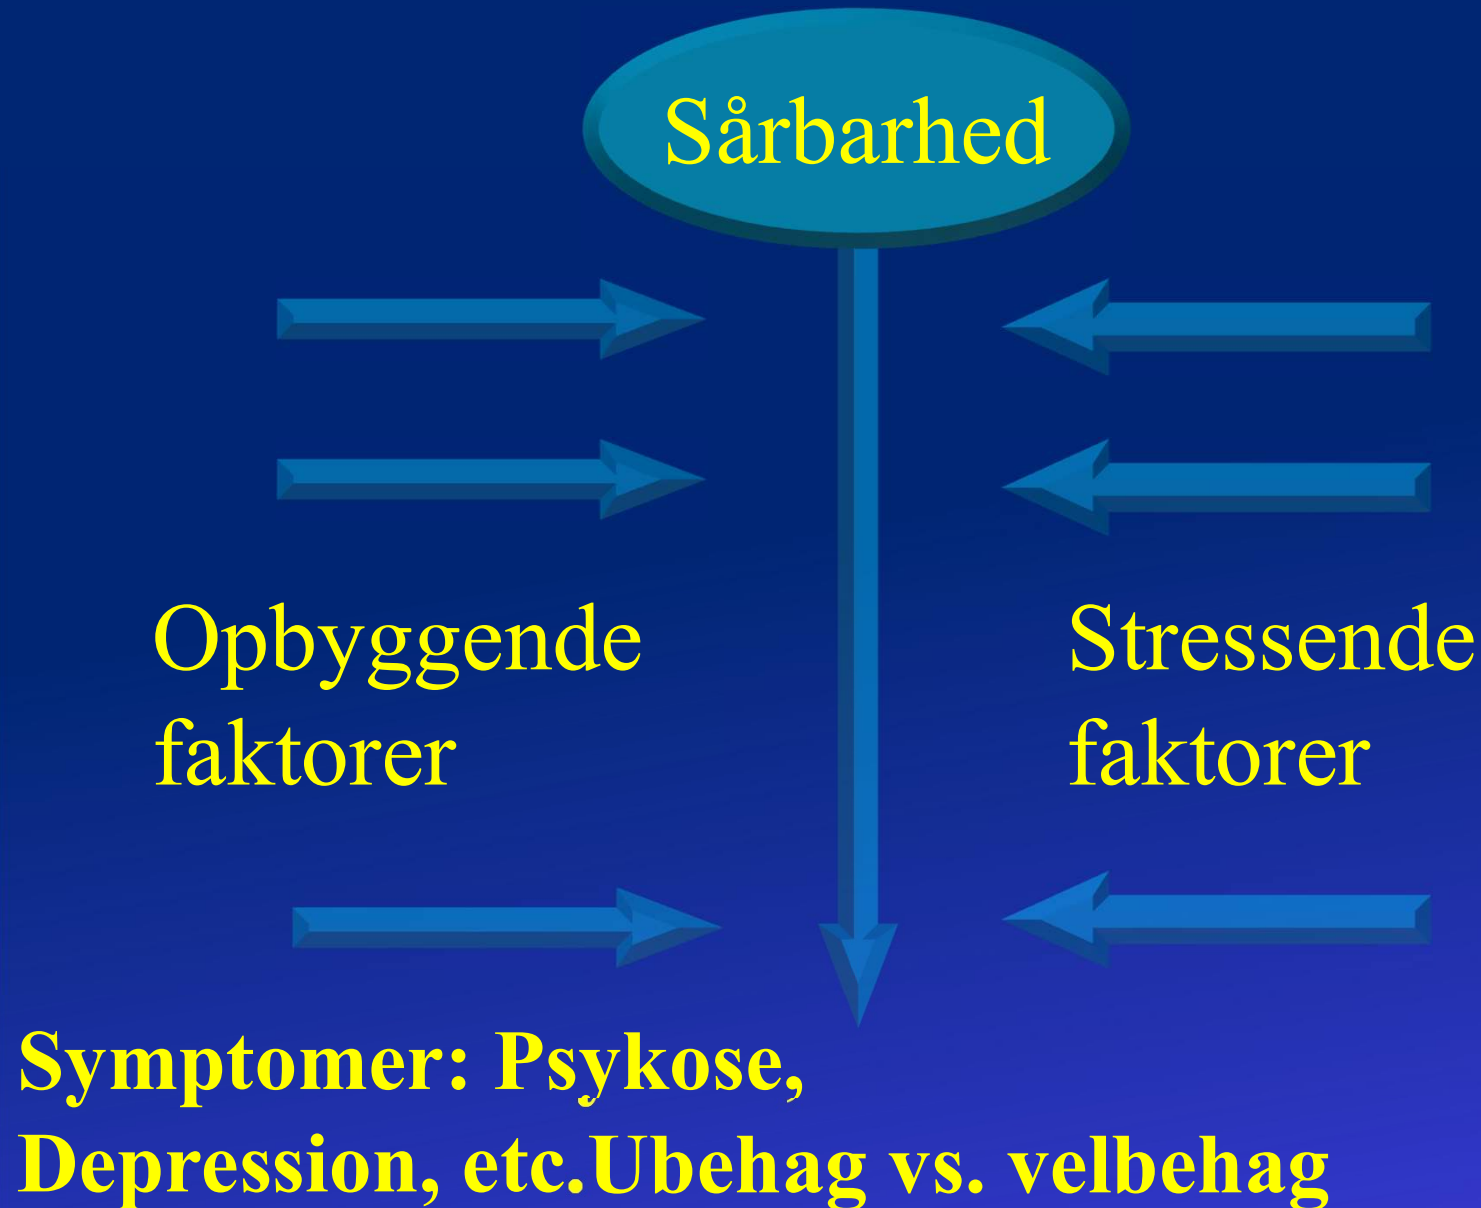 Sårbarhed
Opbyggende
faktorer
Stressende
faktorer
Symptomer: Psykose,
Depression, etc.Ubehag vs. velbehag